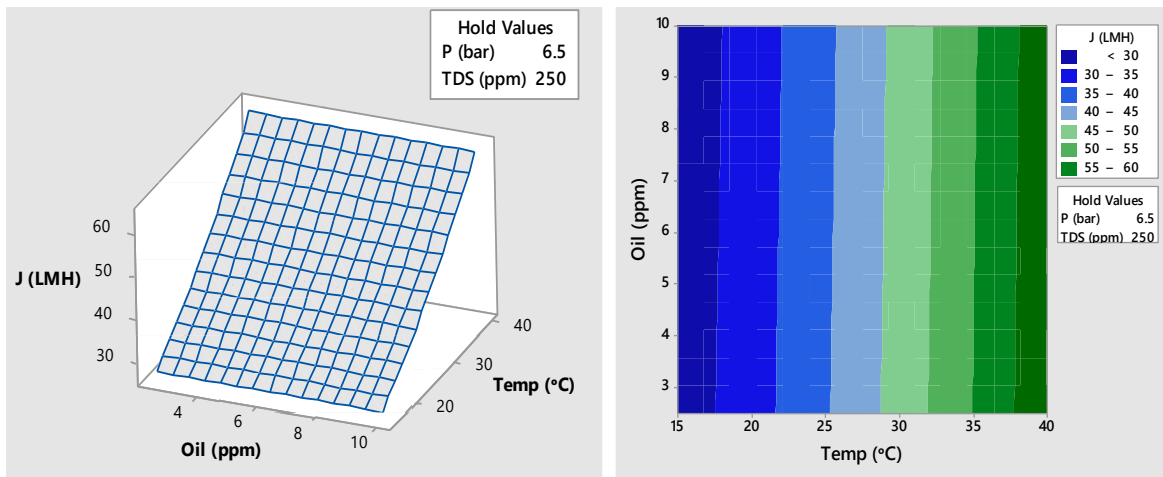 Hold Values
P (bar) 6.5
TDS (ppm) 250
60
50
J (LMH)
40
30
40
30
Temp (ºC)
20
4
6
8
10
Oil (ppm)
10
9
8
7
6
5
4
3
Oil (ppm)
15
20
25
30
35
40
Temp (ºC)
J (LMH)
< 30
30 – 35
35 – 40
40 – 45
45 – 50
50 – 55
55 – 60
Hold Values
P (bar) 6.5
TDS (ppm) 250